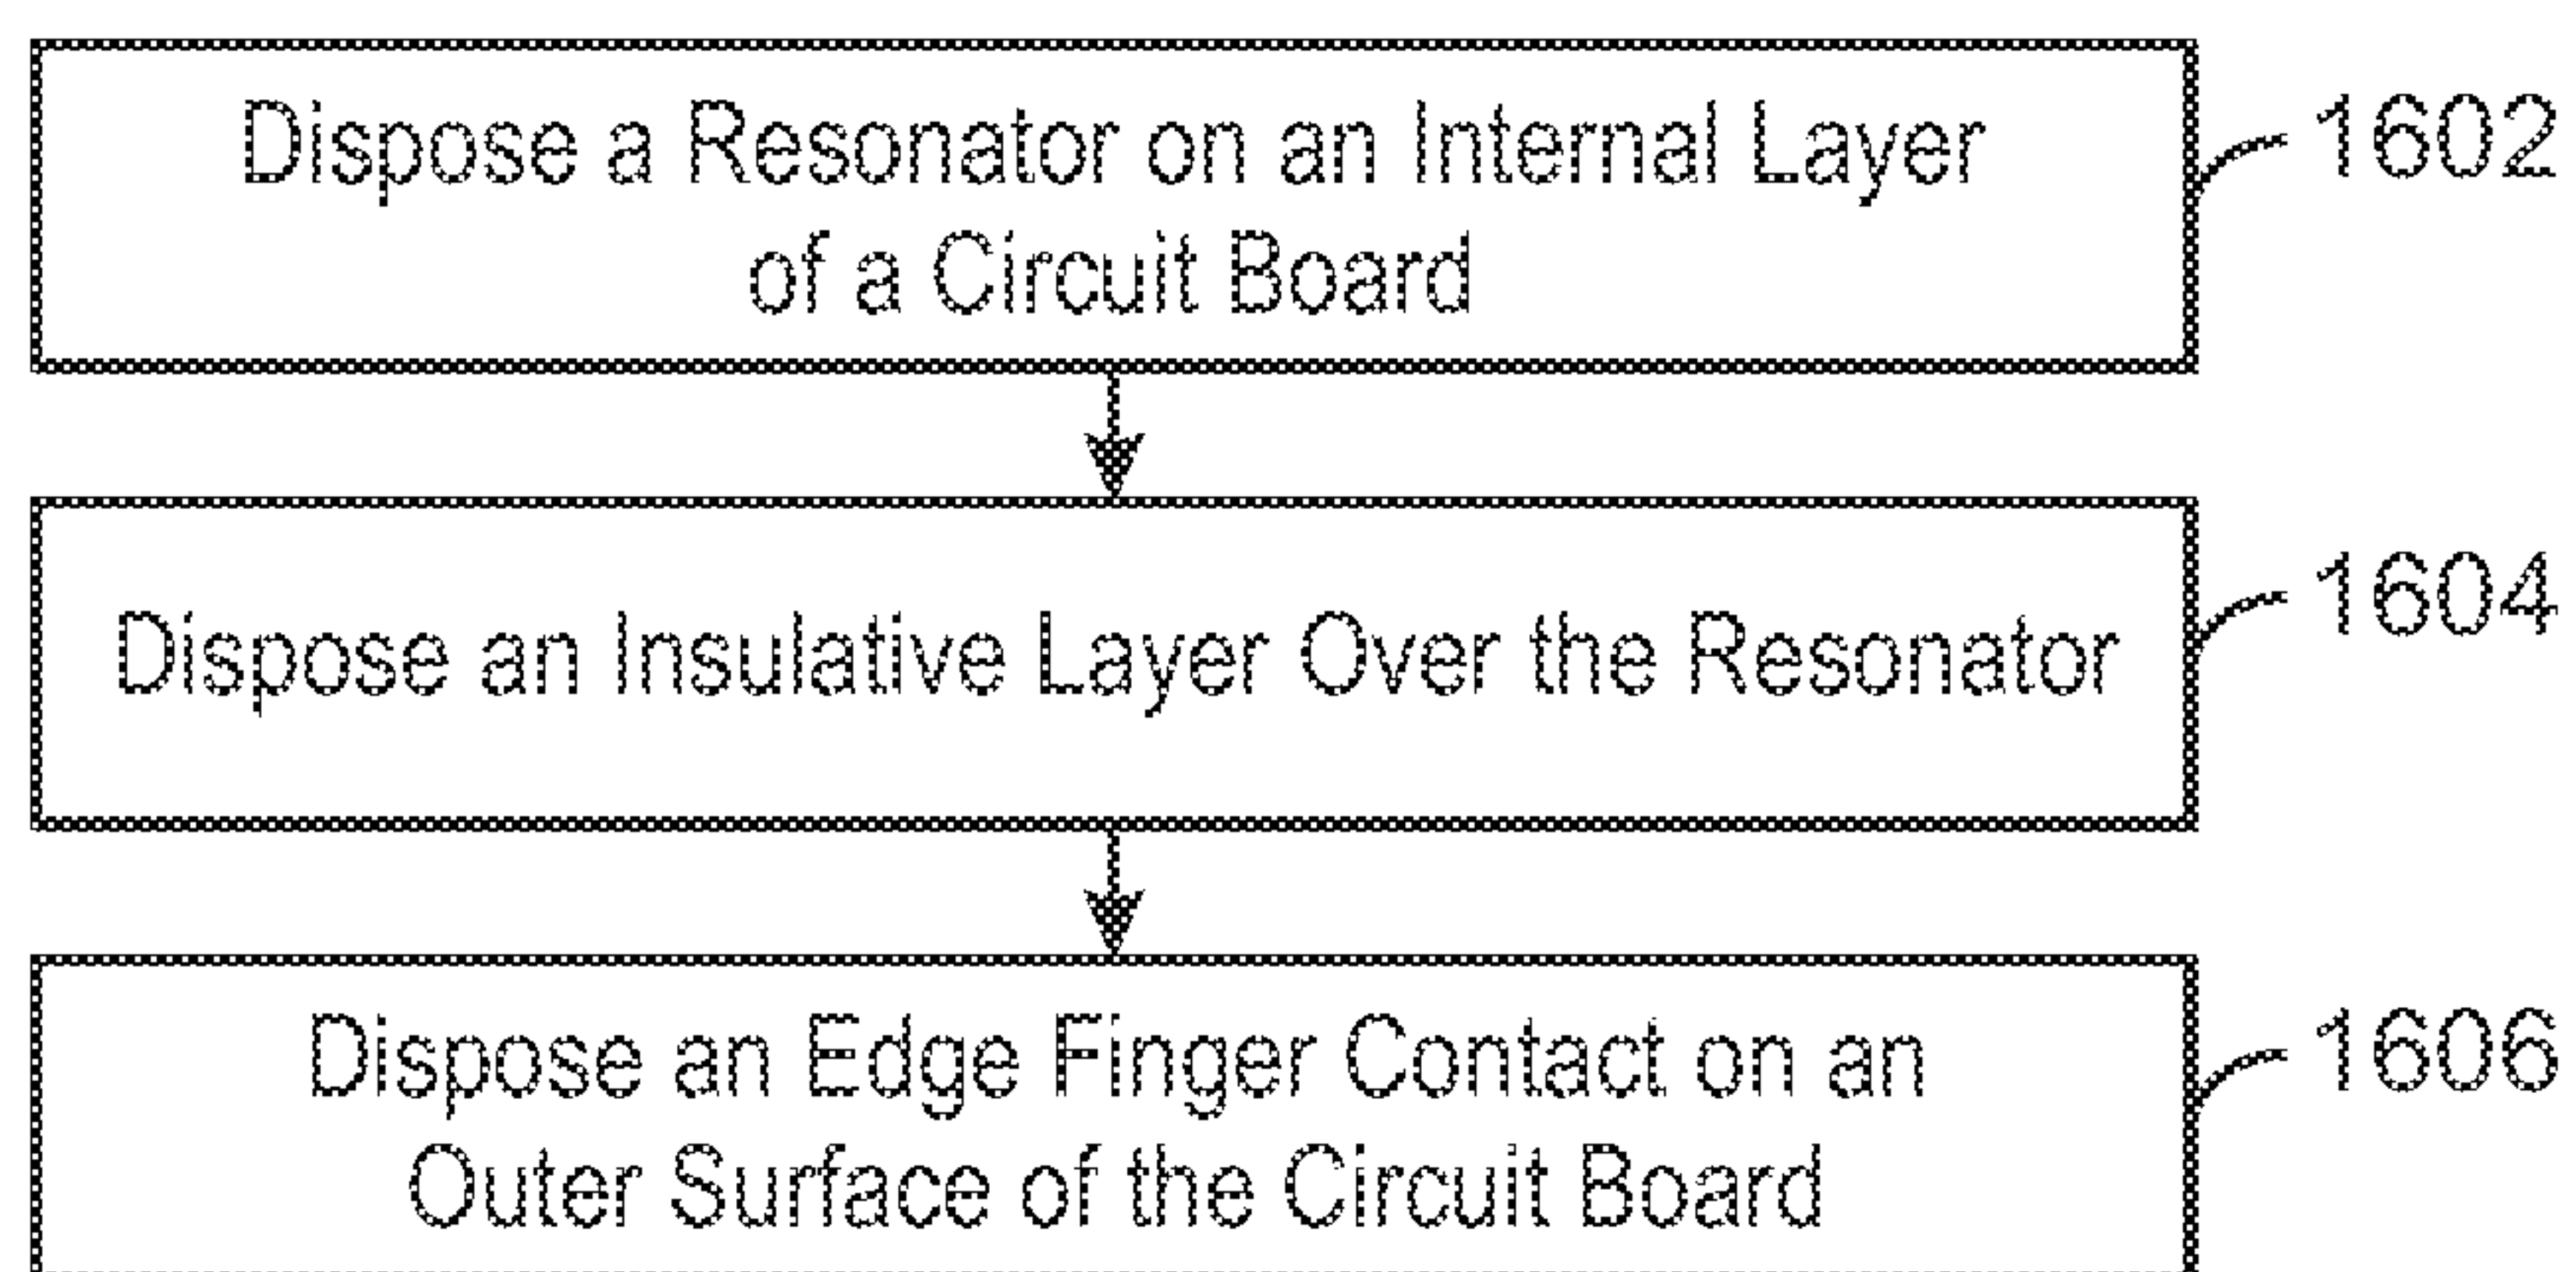 Dispose a Resonator on an Internal Layer
of a Circuit Board
1602
Dispose an Insulative Layer Over the Resonator
1604
Dispose an Edge Finger Contact on an
Outer Surface of the Circuit Board
1606